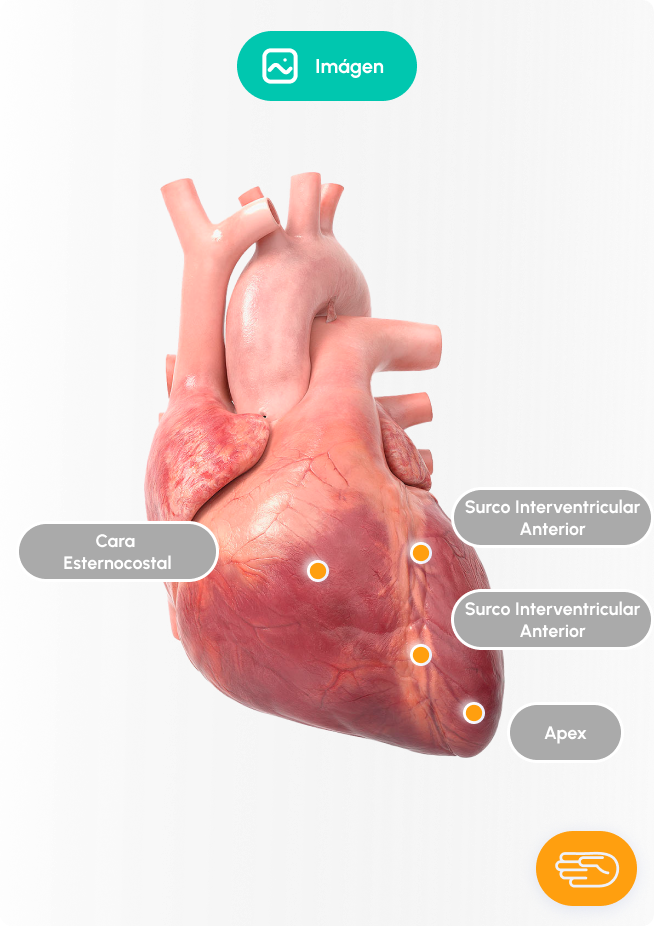 Imágen
Surco Interventricular
Anterior
Cara
Esternocostal
Surco Interventricular
Anterior
Apex